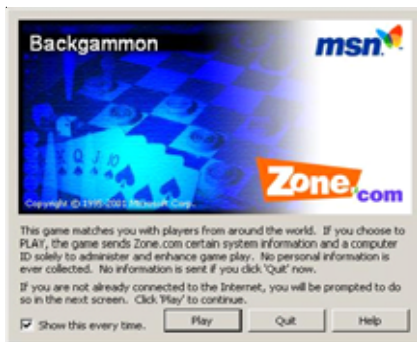 Backgammon
msn
K Q J 10
Zone.com
Copyright © 1995-2001 Microsoft Corp.
This game matches you with players from around the world. If you choose to
PLAY, the game sends Zone.com certain system information and a computer
ID solely to administer and enhance game play. No personal information is
ever collected. No information is sent if you click 'Quit' now.
If you are not already connected to the Internet, you will be prompted to do
so in the next screen. Click 'Play' to continue.
Show this every time.
Play
Quit
Help